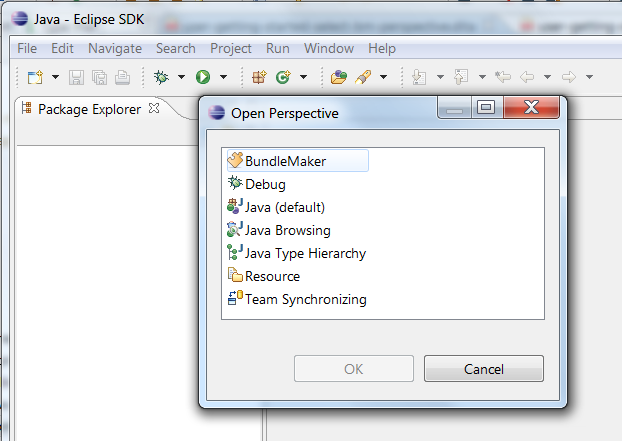 Java - Eclipse SDK
File Edit Navigate Search Project Run Window Help
Package Explorer
Open Perspective
BundleMaker
Debug
Java (default)
Java Browsing
Java Type Hierarchy
Resource
Team Synchronizing
OK Cancel